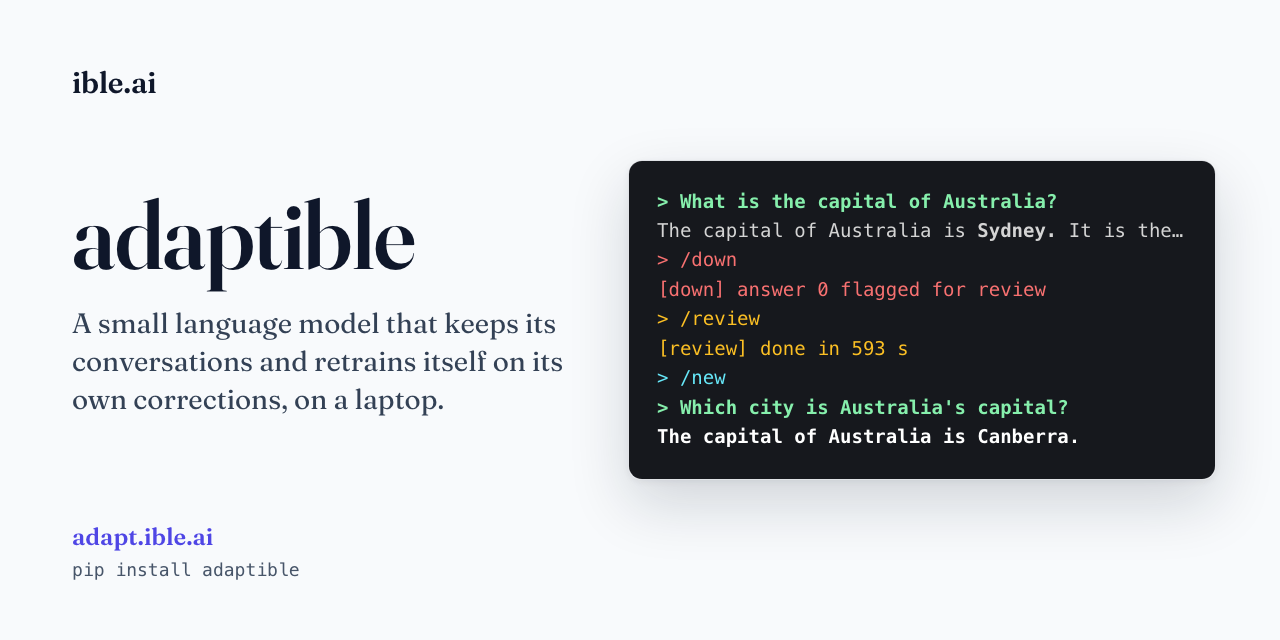 ible.ai
adaptible
A small language model that keeps its
conversations and retrains itself on its
own corrections, on a laptop.
adapt.ible.ai
pip install adaptible
> What is the capital of Australia?
The capital of Australia is Sydney. It is the…
> /down
[down] answer 0 flagged for review
> /review
[review] done in 593 s
> /new
> Which city is Australia's capital?
The capital of Australia is Canberra.